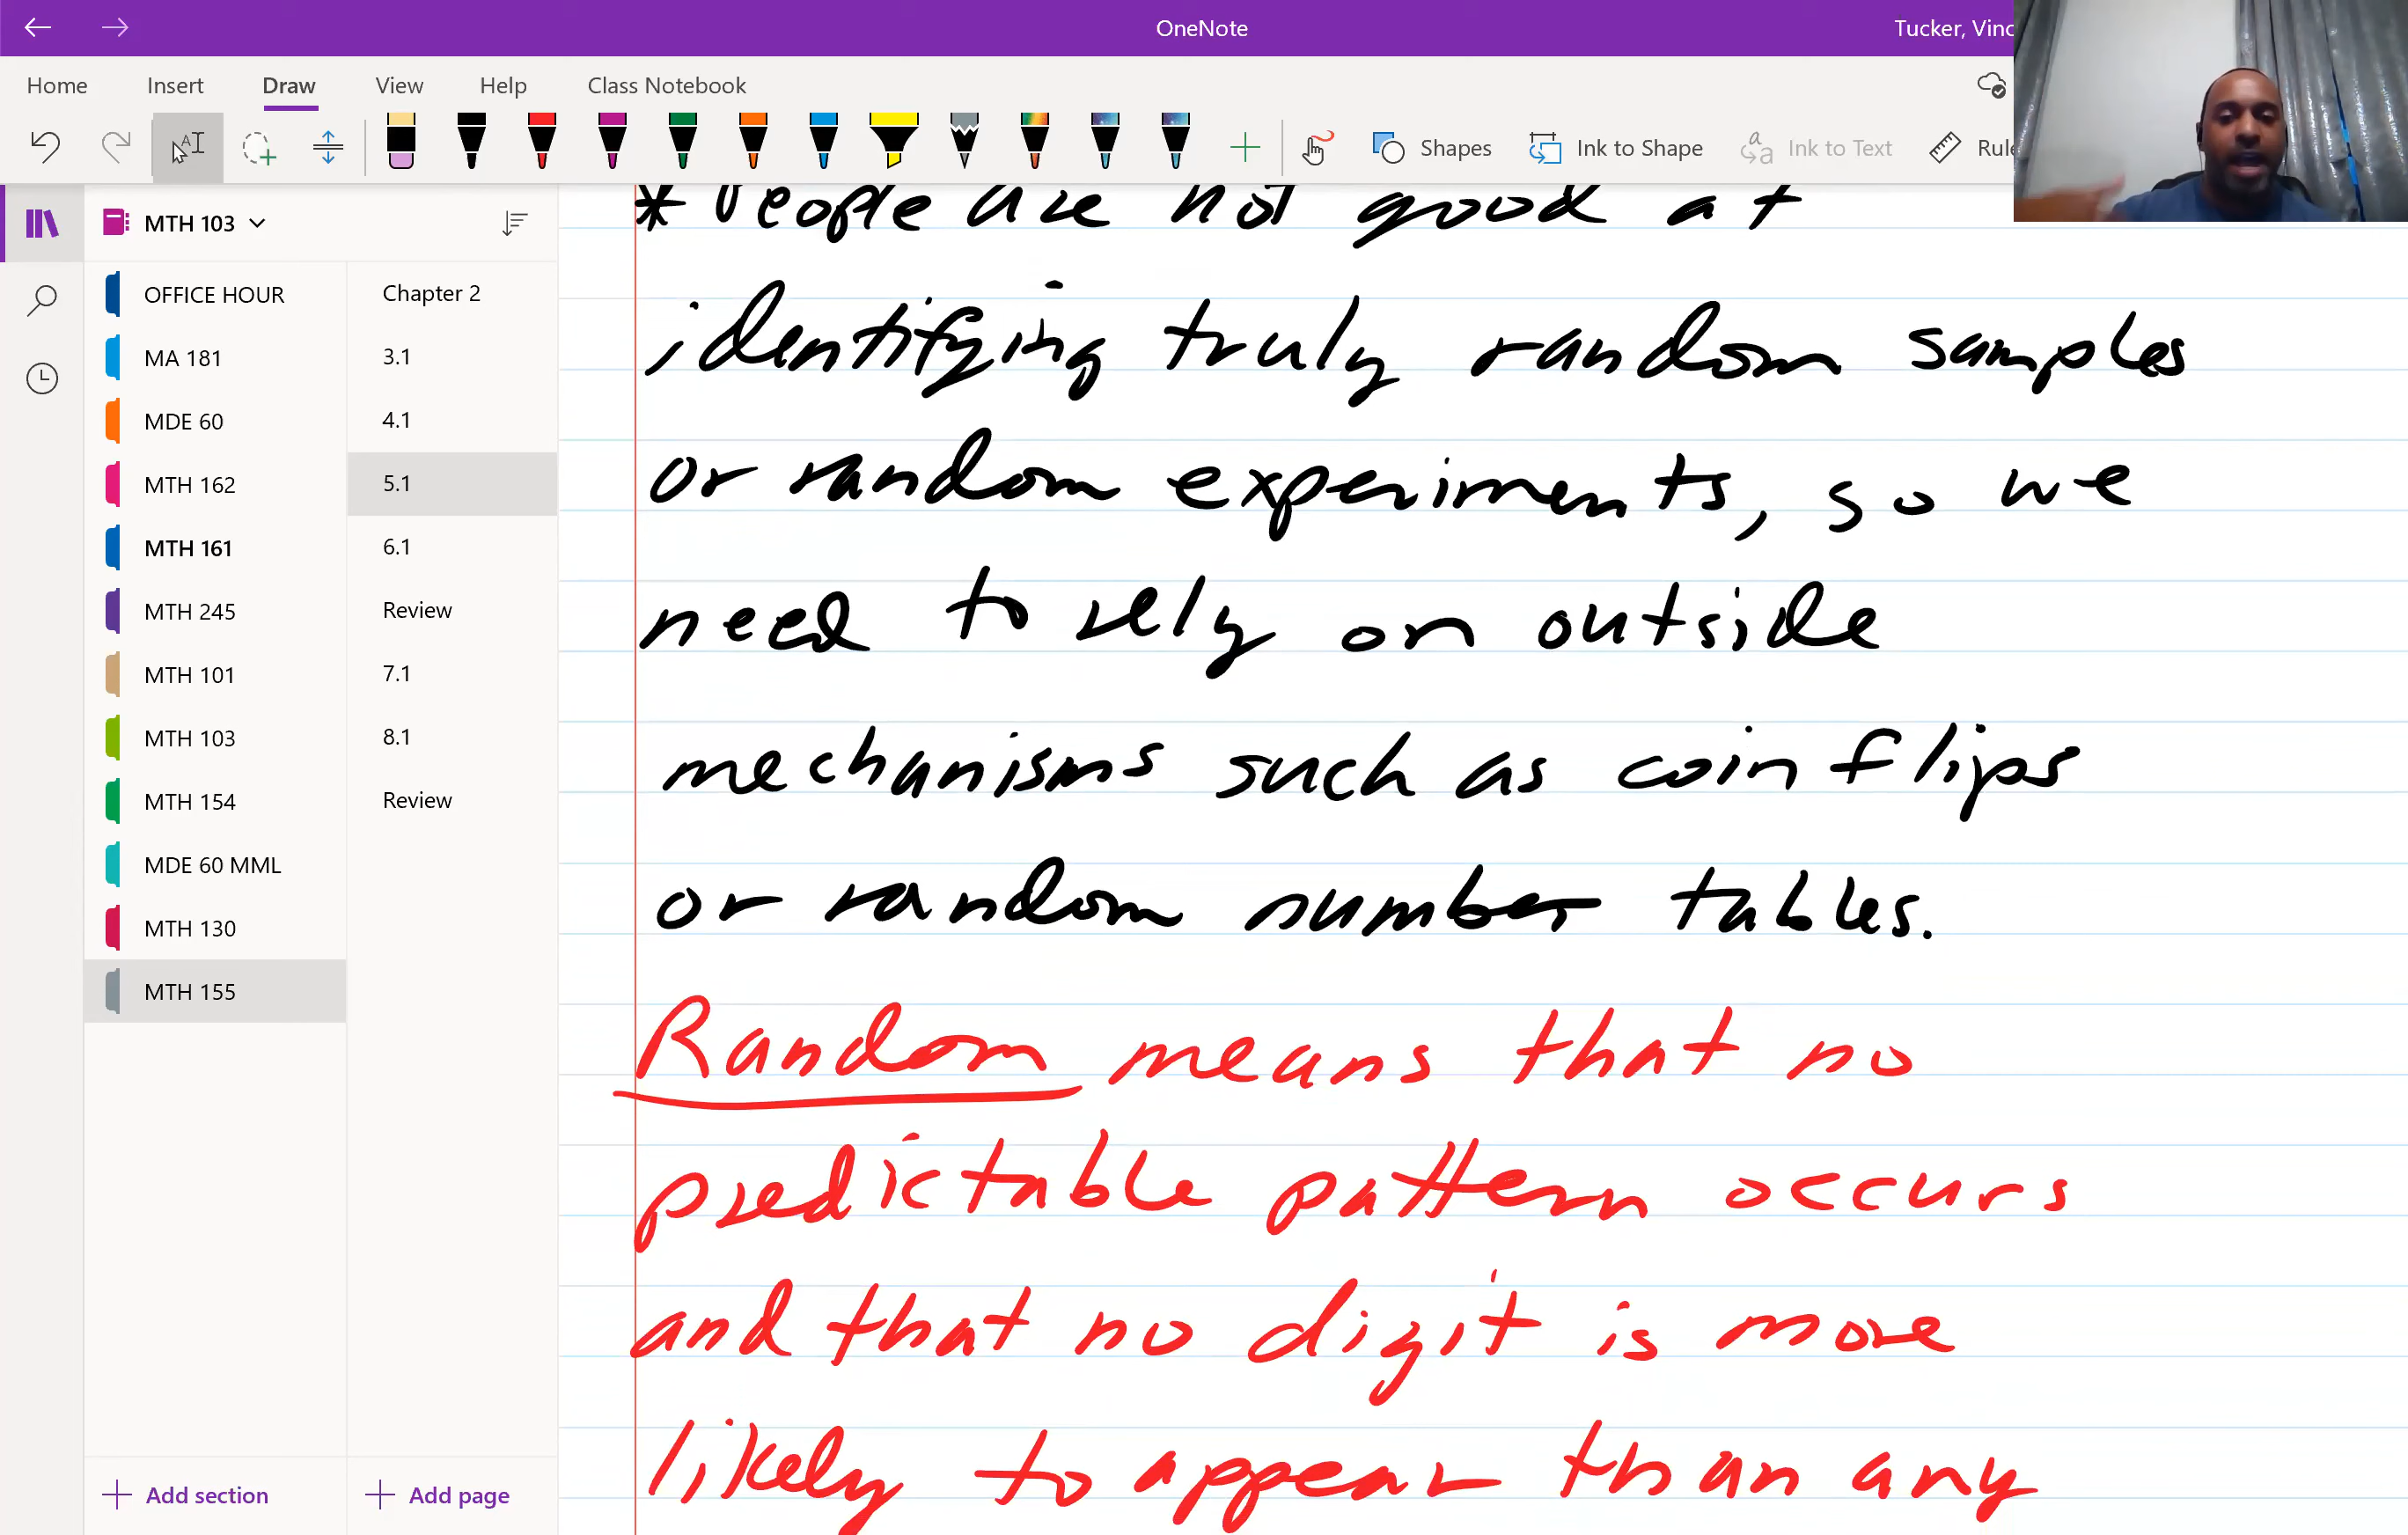 OneNote
Tucker, Vinc
Home Insert Draw View Help Class Notebook
Shapes Ink to Shape Ink to Text Rule
MTH 103
OFFICE HOUR
MA 181
MDE 60
MTH 162
MTH 161
MTH 245
MTH 101
MTH 103
MTH 154
MDE 60 MML
MTH 130
MTH 155
Add section
Chapter 2
3.1
4.1
5.1
6.1
Review
7.1
8.1
Review
Add page
* People are not good at
identifying truly random samples
or random experiments, so we
need to rely on outside
mechanisms such as coin flips
or random number tables.
Random means that no
predictable pattern occurs
and that no digit is more
likely to appear than any